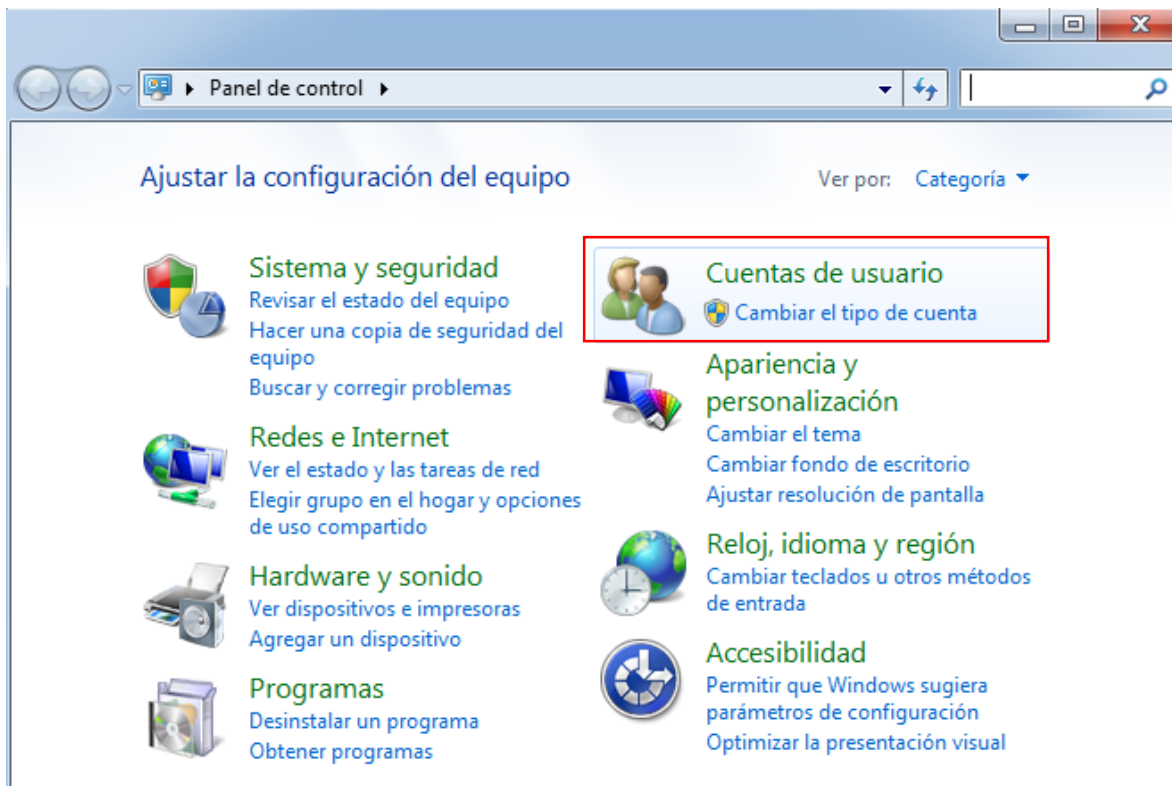 Panel de control
Ajustar la configuración del equipo
Ver por: Categoría
Sistema y seguridad
Revisar el estado del equipo
Hacer una copia de seguridad del
equipo
Buscar y corregir problemas
Redes e Internet
Ver el estado y las tareas de red
Elegir grupo en el hogar y opciones
de uso compartido
Hardware y sonido
Ver dispositivos e impresoras
Agregar un dispositivo
Programas
Desinstalar un programa
Obtener programas
Cuentas de usuario
Cambiar el tipo de cuenta
Apariencia y
personalización
Cambiar el tema
Cambiar fondo de escritorio
Ajustar resolución de pantalla
Reloj, idioma y región
Cambiar teclados u otros métodos
de entrada
Accesibilidad
Permitir que Windows sugiera
parámetros de configuración
Optimizar la presentación visual